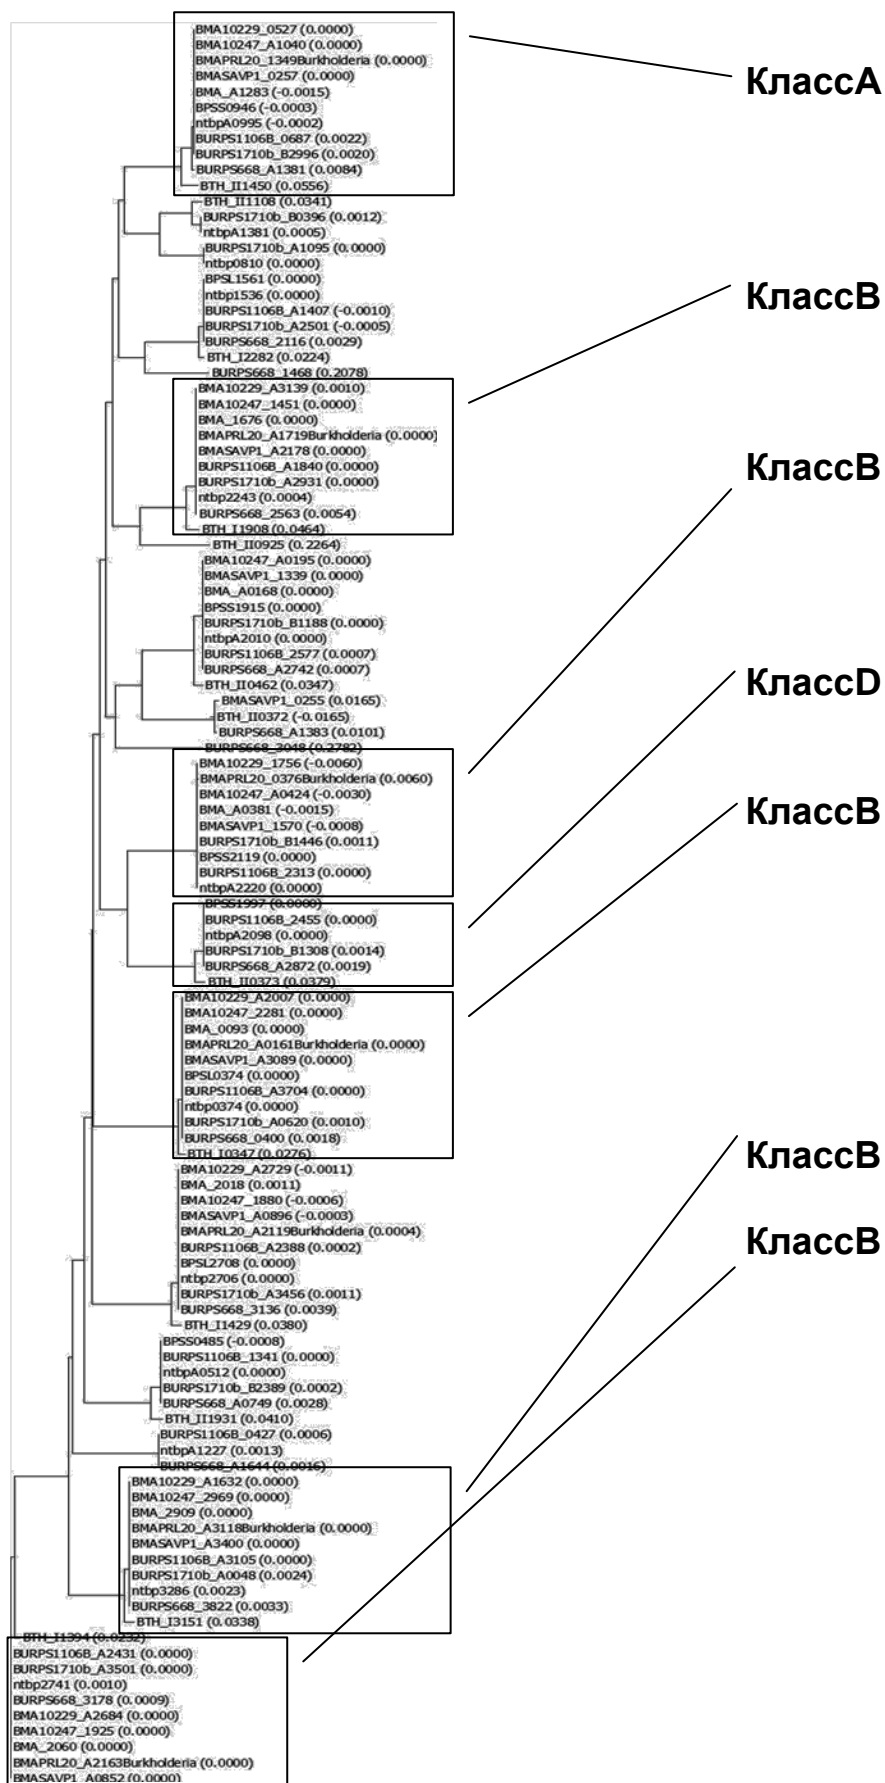 BMA10229_0527 (0.0000)
BMA10247_A1040 (0.0000)
BMAPRL20_1349Burkholderia (0.0000)
BMASAVP1_0257 (0.0000)
BMA_A1283 (-0.0015)
BPSS0946 (-0.0003)
ntbpA0995 (-0.0002)
BURPS1106B_0687 (0.0022)
BURPS1710b_B2996 (0.0020)
BURPS668_A1381 (0.0084)
BTH_II1450 (0.0556)
КлассA
BTH_II1108 (0.0341)
BURPS1710b_B0396 (0.0012)
ntbpA1381 (0.0005)
BURPS1710b_A1095 (0.0000)
ntbp0810 (0.0000)
BPSL1561 (0.0000)
ntbp1536 (0.0000)
BURPS1106B_A1407 (-0.0010)
BURPS1710b_A2501 (-0.0005)
BURPS668_2116 (0.0029)
BTH_I2282 (0.0224)
BURPS668_1468 (0.2078)
BMA10229_A3139 (0.0010)
BMA10247_1451 (0.0000)
BMA_1676 (0.0000)
BMAPRL20_A1719Burkholderia (0.0000)
BMASAVP1_A2178 (0.0000)
BURPS1106B_A1840 (0.0000)
BURPS1710b_A2931 (0.0000)
ntbp2243 (0.0004)
BURPS668_2563 (0.0054)
BTH_I1908 (0.0464)
КлассB
BTH_II0925 (0.2264)
BMA10247_A0195 (0.0000)
BMASAVP1_1339 (0.0000)
BMA_A0168 (0.0000)
BPSS1915 (0.0000)
BURPS1710b_B1188 (0.0000)
ntbpA2010 (0.0000)
BURPS1106B_2577 (0.0007)
BURPS668_A2742 (0.0007)
BTH_II0462 (0.0347)
BMASAVP1_0255 (0.0165)
BTH_II0372 (-0.0165)
BURPS668_A1383 (0.0101)
BURPS668_3048 (0.2782)
BMA10229_1756 (-0.0060)
BMAPRL20_0376Burkholderia (0.0060)
BMA10247_A0424 (-0.0030)
BMA_A0381 (-0.0015)
BMASAVP1_1570 (-0.0008)
BURPS1710b_B1446 (0.0011)
BPSS2119 (0.0000)
BURPS1106B_2313 (0.0000)
ntbpA2220 (0.0000)
КлассB
BPSS1997 (0.0000)
BURPS1106B_2455 (0.0000)
ntbpA2098 (0.0000)
BURPS1710b_B1308 (0.0014)
BURPS668_A2872 (0.0019)
BTH_II0373 (0.0379)
КлассD
BMA10229_A2007 (0.0000)
BMA10247_2281 (0.0000)
BMA_0093 (0.0000)
BMAPRL20_A0161Burkholderia (0.0000)
BMASAVP1_A3089 (0.0000)
BPSL0374 (0.0000)
BURPS1106B_A3704 (0.0000)
ntbp0374 (0.0000)
BURPS1710b_A0620 (0.0010)
BURPS668_0400 (0.0018)
BTH_I0347 (0.0276)
КлассB
BMA10229_A2729 (-0.0011)
BMA_2018 (0.0011)
BMA10247_1880 (-0.0006)
BMASAVP1_A0896 (-0.0003)
BMAPRL20_A2119Burkholderia (0.0004)
BURPS1106B_A2388 (0.0002)
BPSL2708 (0.0000)
ntbp2706 (0.0000)
BURPS1710b_A3456 (0.0011)
BURPS668_3136 (0.0039)
BTH_I1429 (0.0380)
BPSS0485 (-0.0008)
BURPS1106B_1341 (0.0000)
ntbpA0512 (0.0000)
BURPS1710b_B2389 (0.0002)
BURPS668_A0749 (0.0028)
BTH_II1931 (0.0410)
BURPS1106B_0427 (0.0006)
ntbpA1227 (0.0013)
BURPS668_A1644 (0.0016)
BMA10229_A1632 (0.0000)
BMA10247_2969 (0.0000)
BMA_2909 (0.0000)
BMAPRL20_A3118Burkholderia (0.0000)
BMASAVP1_A3400 (0.0000)
BURPS1106B_A3105 (0.0000)
BURPS1710b_A0048 (0.0024)
ntbp3286 (0.0023)
BURPS668_3822 (0.0033)
BTH_I3151 (0.0338)
КлассB
BTH_I1394 (0.0232)
BURPS1106B_A2431 (0.0000)
BURPS1710b_A3501 (0.0000)
ntbp2741 (0.0010)
BURPS668_3178 (0.0009)
BMA10229_A2684 (0.0000)
BMA10247_1925 (0.0000)
BMA_2060 (0.0000)
BMAPRL20_A2163Burkholderia (0.0000)
BMASAVP1_A0852 (0.0000)
КлассB